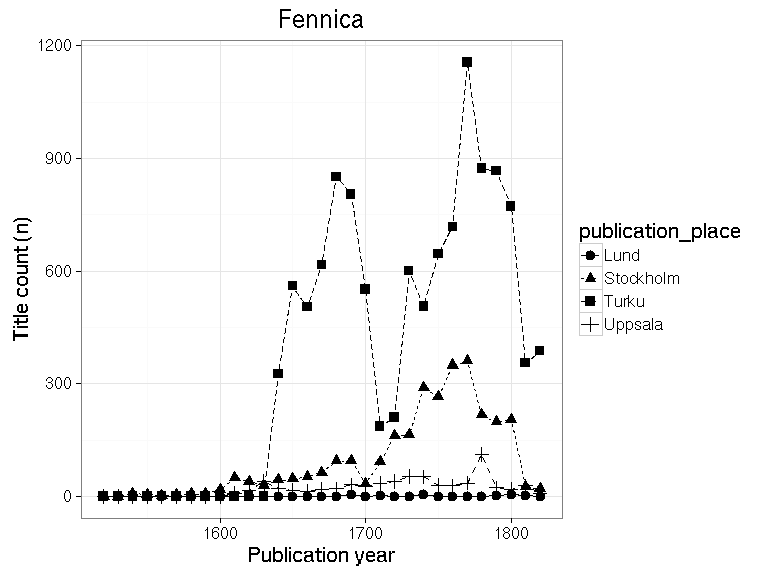 Fennica
1200
900
600
300
0
Title count (n)
1600 1700 1800
Publication year
publication_place
Lund
Stockholm
Turku
Uppsala